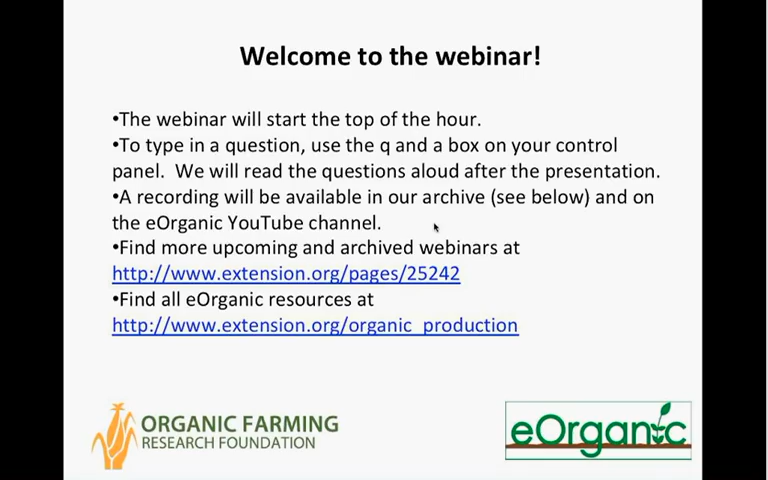 Welcome to the webinar!
•The webinar will start the top of the hour.
•To type in a question, use the q and a box on your control
panel.  We will read the questions aloud after the presentation.
•A recording will be available in our archive (see below) and on
the eOrganic YouTube channel.
•Find more upcoming and archived webinars at
http://www.extension.org/pages/25242
•Find all eOrganic resources at
http://www.extension.org/organic_production
ORGANIC FARMING
RESEARCH FOUNDATION
eOrganic